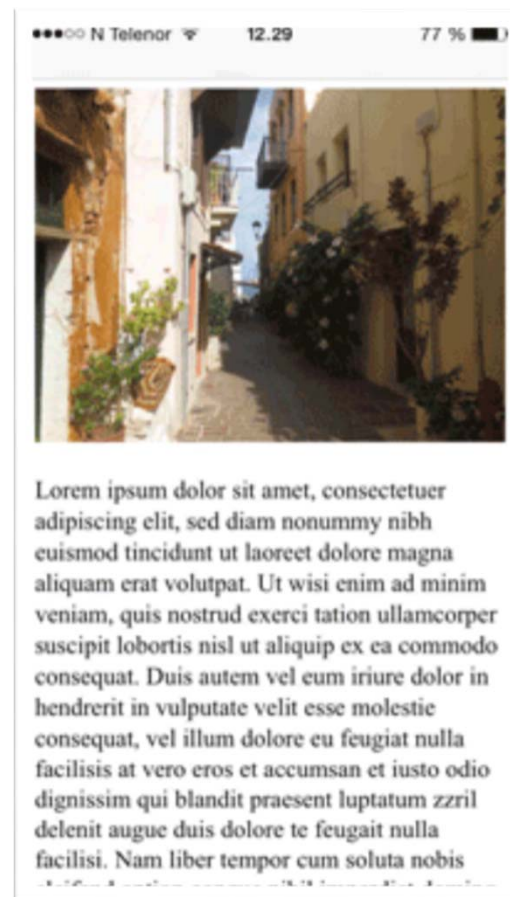 N Telenor 12.29 77 %
Lorem ipsum dolor sit amet, consectetuer
adipiscing elit, sed diam nonummy nibh
euismod tincidunt ut laoreet dolore magna
aliquam erat volutpat. Ut wisi enim ad minim
veniam, quis nostrud exerci tation ullamcorper
suscipit lobortis nisl ut aliquip ex ea commodo
consequat. Duis autem vel eum iriure dolor in
hendrerit in vulputate velit esse molestie
consequat, vel illum dolore eu feugiat nulla
facilisis at vero eros et accumsan et iusto odio
dignissim qui blandit praesent luptatum zzril
delenit augue duis dolore te feugait nulla
facilisi. Nam liber tempor cum soluta nobis